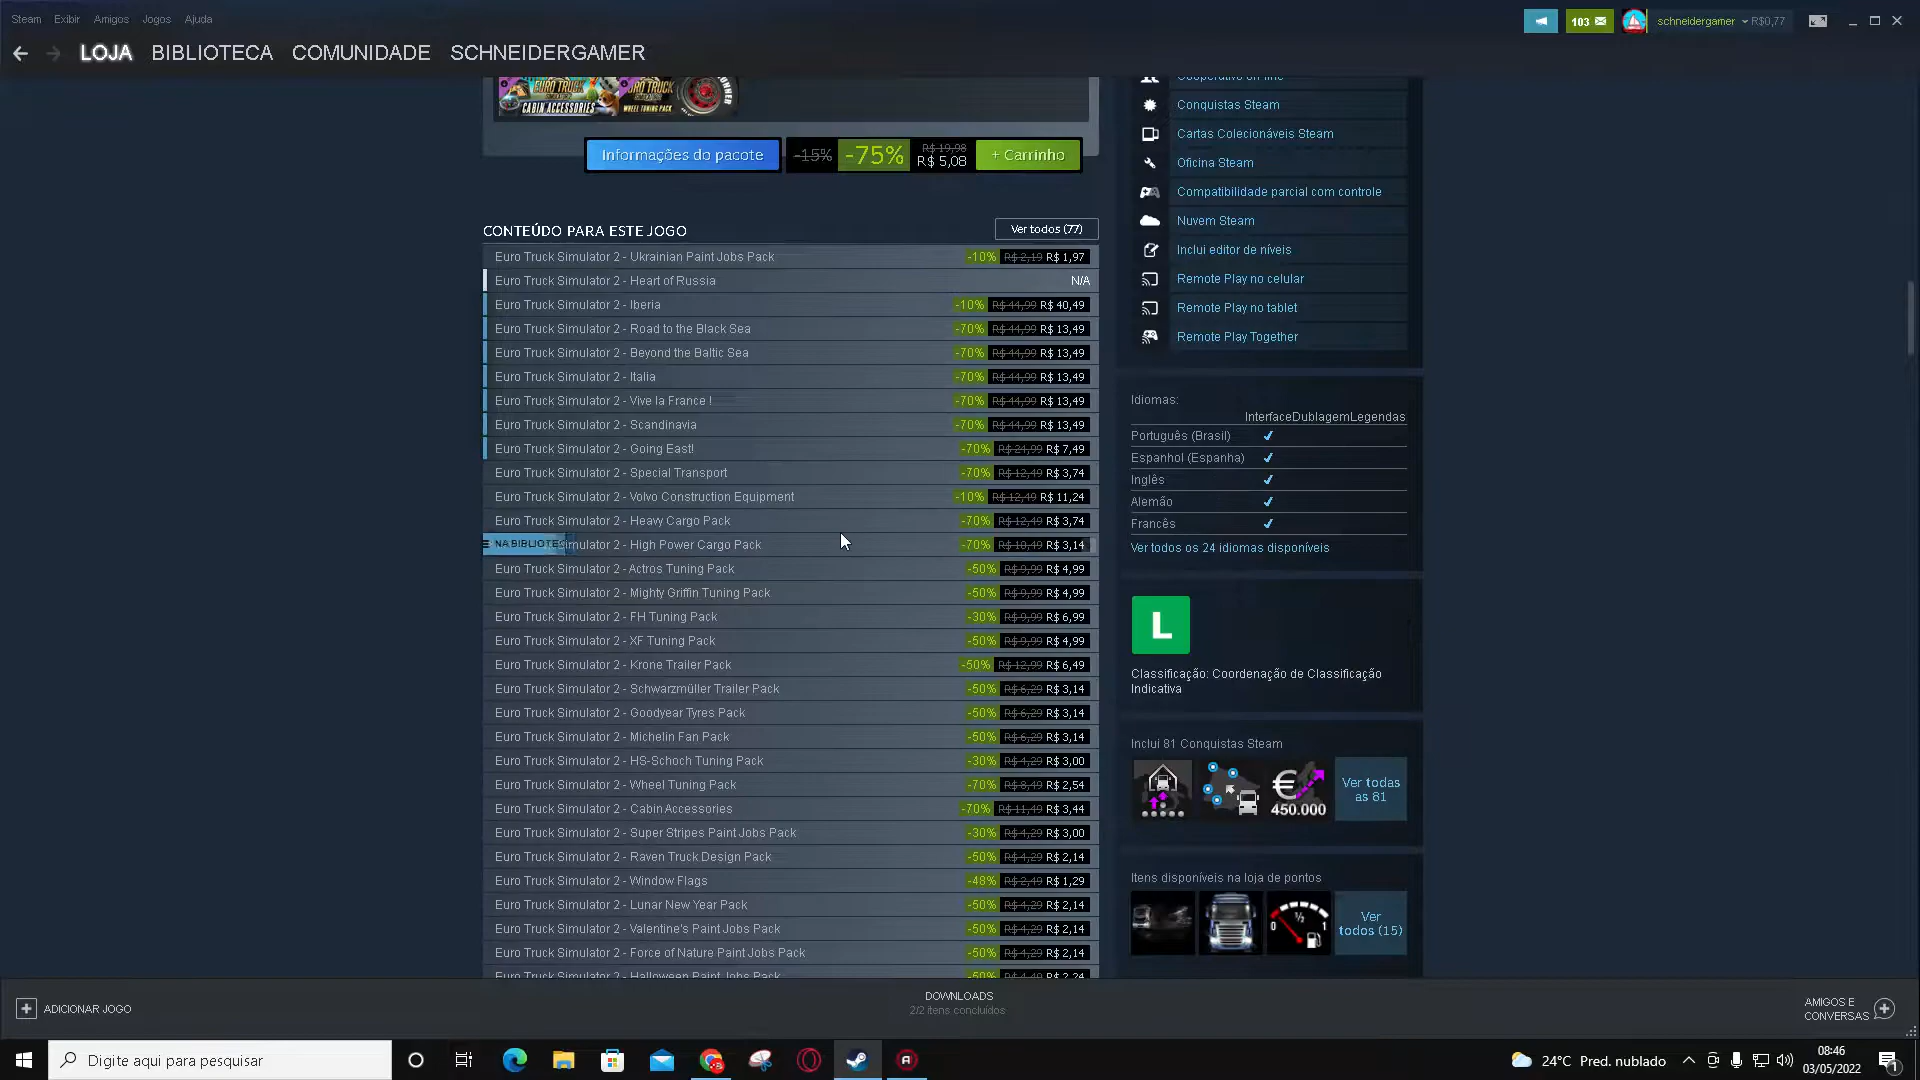 Steam Exibir Amigos Jogos Ajuda
103 schneidergamer R$0,77
LOJA BIBLIOTECA COMUNIDADE SCHNEIDERGAMER
EURO TRUCK
CABIN ACCESSORIES
WHEEL TUNING PACK
Informações do pacote -15% -75% R$ 19,98 R$ 5,08 + Carrinho
CONTEÚDO PARA ESTE JOGO Ver todos (77)
Euro Truck Simulator 2 - Ukrainian Paint Jobs Pack -10% R$ 2,19 R$ 1,97
Euro Truck Simulator 2 - Heart of Russia N/A
Euro Truck Simulator 2 - Iberia -10% R$ 44,99 R$ 40,49
Euro Truck Simulator 2 - Road to the Black Sea -70% R$ 44,99 R$ 13,49
Euro Truck Simulator 2 - Beyond the Baltic Sea -70% R$ 44,99 R$ 13,49
Euro Truck Simulator 2 - Italia -70% R$ 44,99 R$ 13,49
Euro Truck Simulator 2 - Vive la France ! -70% R$ 44,99 R$ 13,49
Euro Truck Simulator 2 - Scandinavia -70% R$ 44,99 R$ 13,49
Euro Truck Simulator 2 - Going East! -70% R$ 24,99 R$ 7,49
Euro Truck Simulator 2 - Special Transport -70% R$ 12,49 R$ 3,74
Euro Truck Simulator 2 - Volvo Construction Equipment -10% R$ 12,49 R$ 11,24
Euro Truck Simulator 2 - Heavy Cargo Pack -70% R$ 12,49 R$ 3,74
NA BIBLIOTE Simulator 2 - High Power Cargo Pack -70% R$ 10,49 R$ 3,14
Euro Truck Simulator 2 - Actros Tuning Pack -50% R$ 9,99 R$ 4,99
Euro Truck Simulator 2 - Mighty Griffin Tuning Pack -50% R$ 9,99 R$ 4,99
Euro Truck Simulator 2 - FH Tuning Pack -30% R$ 9,99 R$ 6,99
Euro Truck Simulator 2 - XF Tuning Pack -50% R$ 9,99 R$ 4,99
Euro Truck Simulator 2 - Krone Trailer Pack -50% R$ 12,99 R$ 6,49
Euro Truck Simulator 2 - Schwarzmüller Trailer Pack -50% R$ 6,29 R$ 3,14
Euro Truck Simulator 2 - Goodyear Tyres Pack -50% R$ 6,29 R$ 3,14
Euro Truck Simulator 2 - Michelin Fan Pack -50% R$ 6,29 R$ 3,14
Euro Truck Simulator 2 - HS-Schoch Tuning Pack -30% R$ 4,29 R$ 3,00
Euro Truck Simulator 2 - Wheel Tuning Pack -70% R$ 8,49 R$ 2,54
Euro Truck Simulator 2 - Cabin Accessories -70% R$ 11,49 R$ 3,44
Euro Truck Simulator 2 - Super Stripes Paint Jobs Pack -30% R$ 4,29 R$ 3,00
Euro Truck Simulator 2 - Raven Truck Design Pack -50% R$ 4,29 R$ 2,14
Euro Truck Simulator 2 - Window Flags -48% R$ 2,49 R$ 1,29
Euro Truck Simulator 2 - Lunar New Year Pack -50% R$ 4,29 R$ 2,14
Euro Truck Simulator 2 - Valentine's Paint Jobs Pack -50% R$ 4,29 R$ 2,14
Euro Truck Simulator 2 - Force of Nature Paint Jobs Pack -50% R$ 4,29 R$ 2,14
Euro Truck Simulator 2 - Halloween Paint Jobs Pack -50% R$ 4,49 R$ 2,24
Cooperativo on-line
Conquistas Steam
Cartas Colecionáveis Steam
Oficina Steam
Compatibilidade parcial com controle
Nuvem Steam
Inclui editor de níveis
Remote Play no celular
Remote Play no tablet
Remote Play Together
Idiomas:
InterfaceDublagemLegendas
Português (Brasil) ✔
Espanhol (Espanha) ✔
Inglês ✔
Alemão ✔
Francês ✔
Ver todos os 24 idiomas disponíveis
L
Classificação: Coordenação de Classificação
Indicativa
Inclui 81 Conquistas Steam
€ 450.000
Ver todas
as 81
Itens disponíveis na loja de pontos
0 1/2 1
Ver
todos (15)
ADICIONAR JOGO
DOWNLOADS
2/2 itens concluídos
AMIGOS E
CONVERSAS
Digite aqui para pesquisar
24°C Pred. nublado
08:46
03/05/2022
1